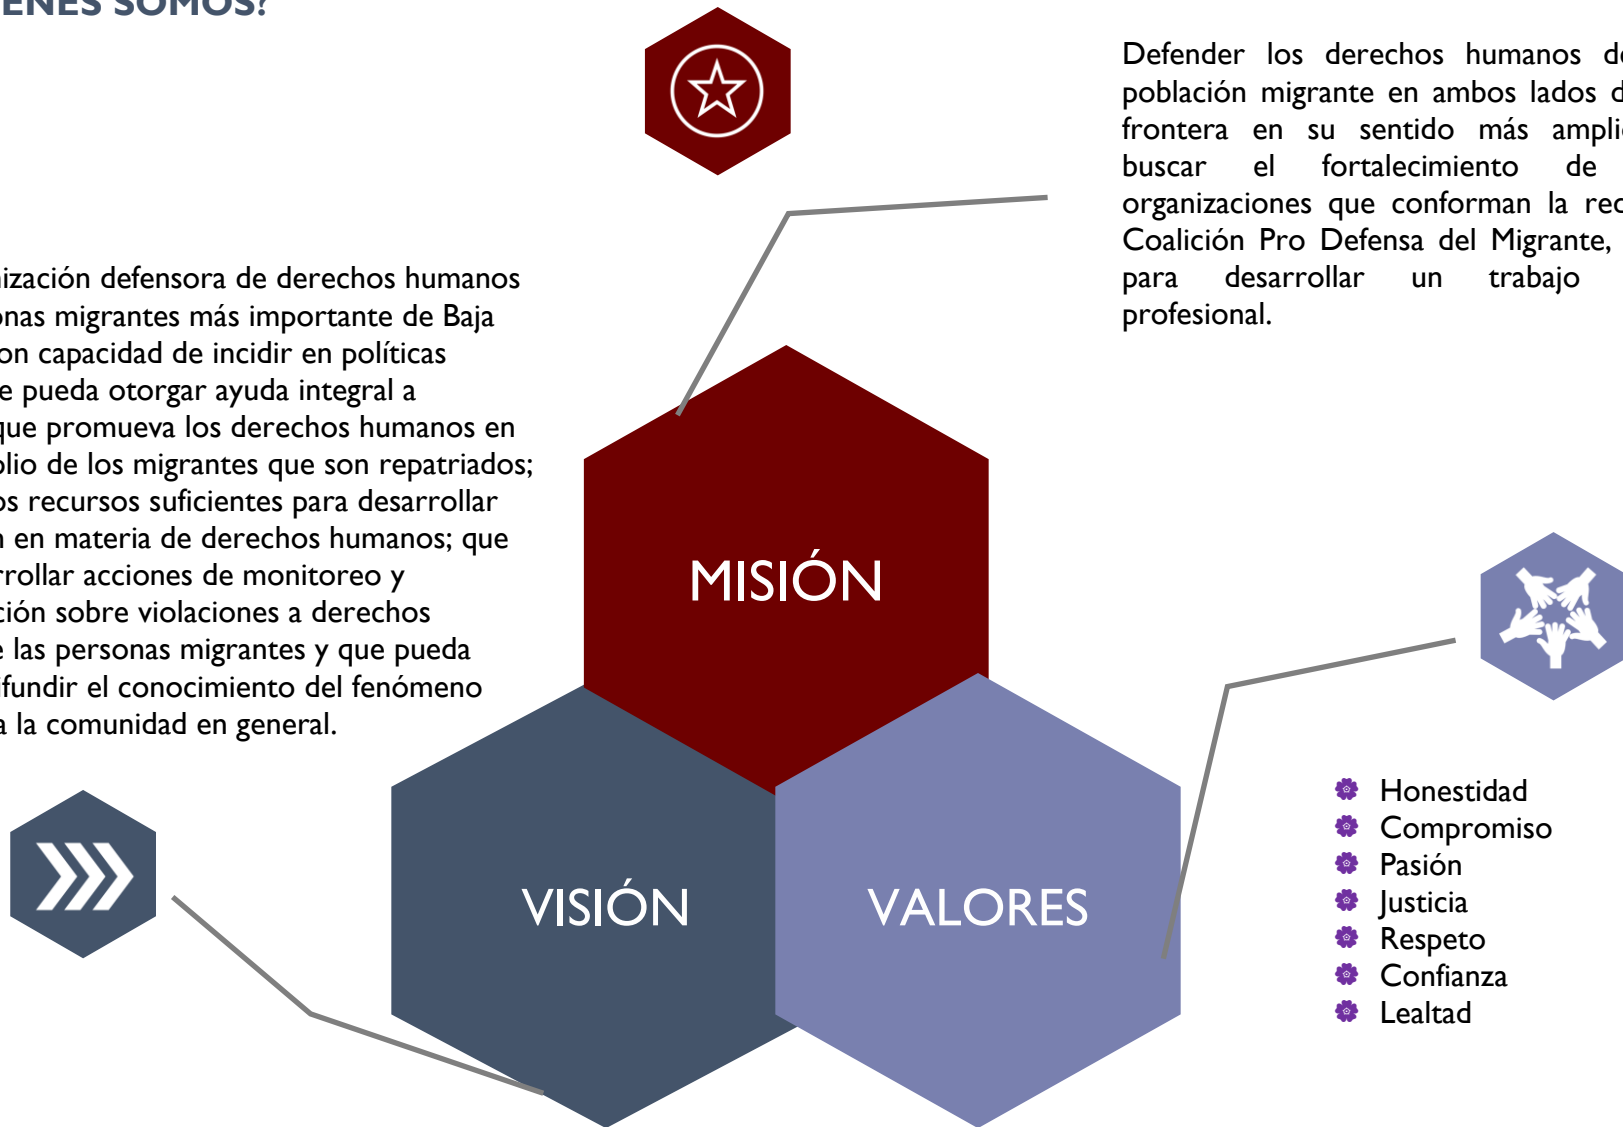 ENES SOMOS?
Defender los derechos humanos de
población migrante en ambos lados d
frontera en su sentido más ampli
buscar el fortalecimiento de
organizaciones que conforman la red
Coalición Pro Defensa del Migrante,
para desarrollar un trabajo
profesional.
nización defensora de derechos humanos
onas migrantes más importante de Baja
on capacidad de incidir en políticas
e pueda otorgar ayuda integral a
que promueva los derechos humanos en
plio de los migrantes que son repatriados;
os recursos suficientes para desarrollar
n en materia de derechos humanos; que
rrollar acciones de monitoreo y
ción sobre violaciones a derechos
e las personas migrantes y que pueda
ifundir el conocimiento del fenómeno
a la comunidad en general.
MISIÓN
VISIÓN
VALORES
Honestidad
Compromiso
Pasión
Justicia
Respeto
Confianza
Lealtad